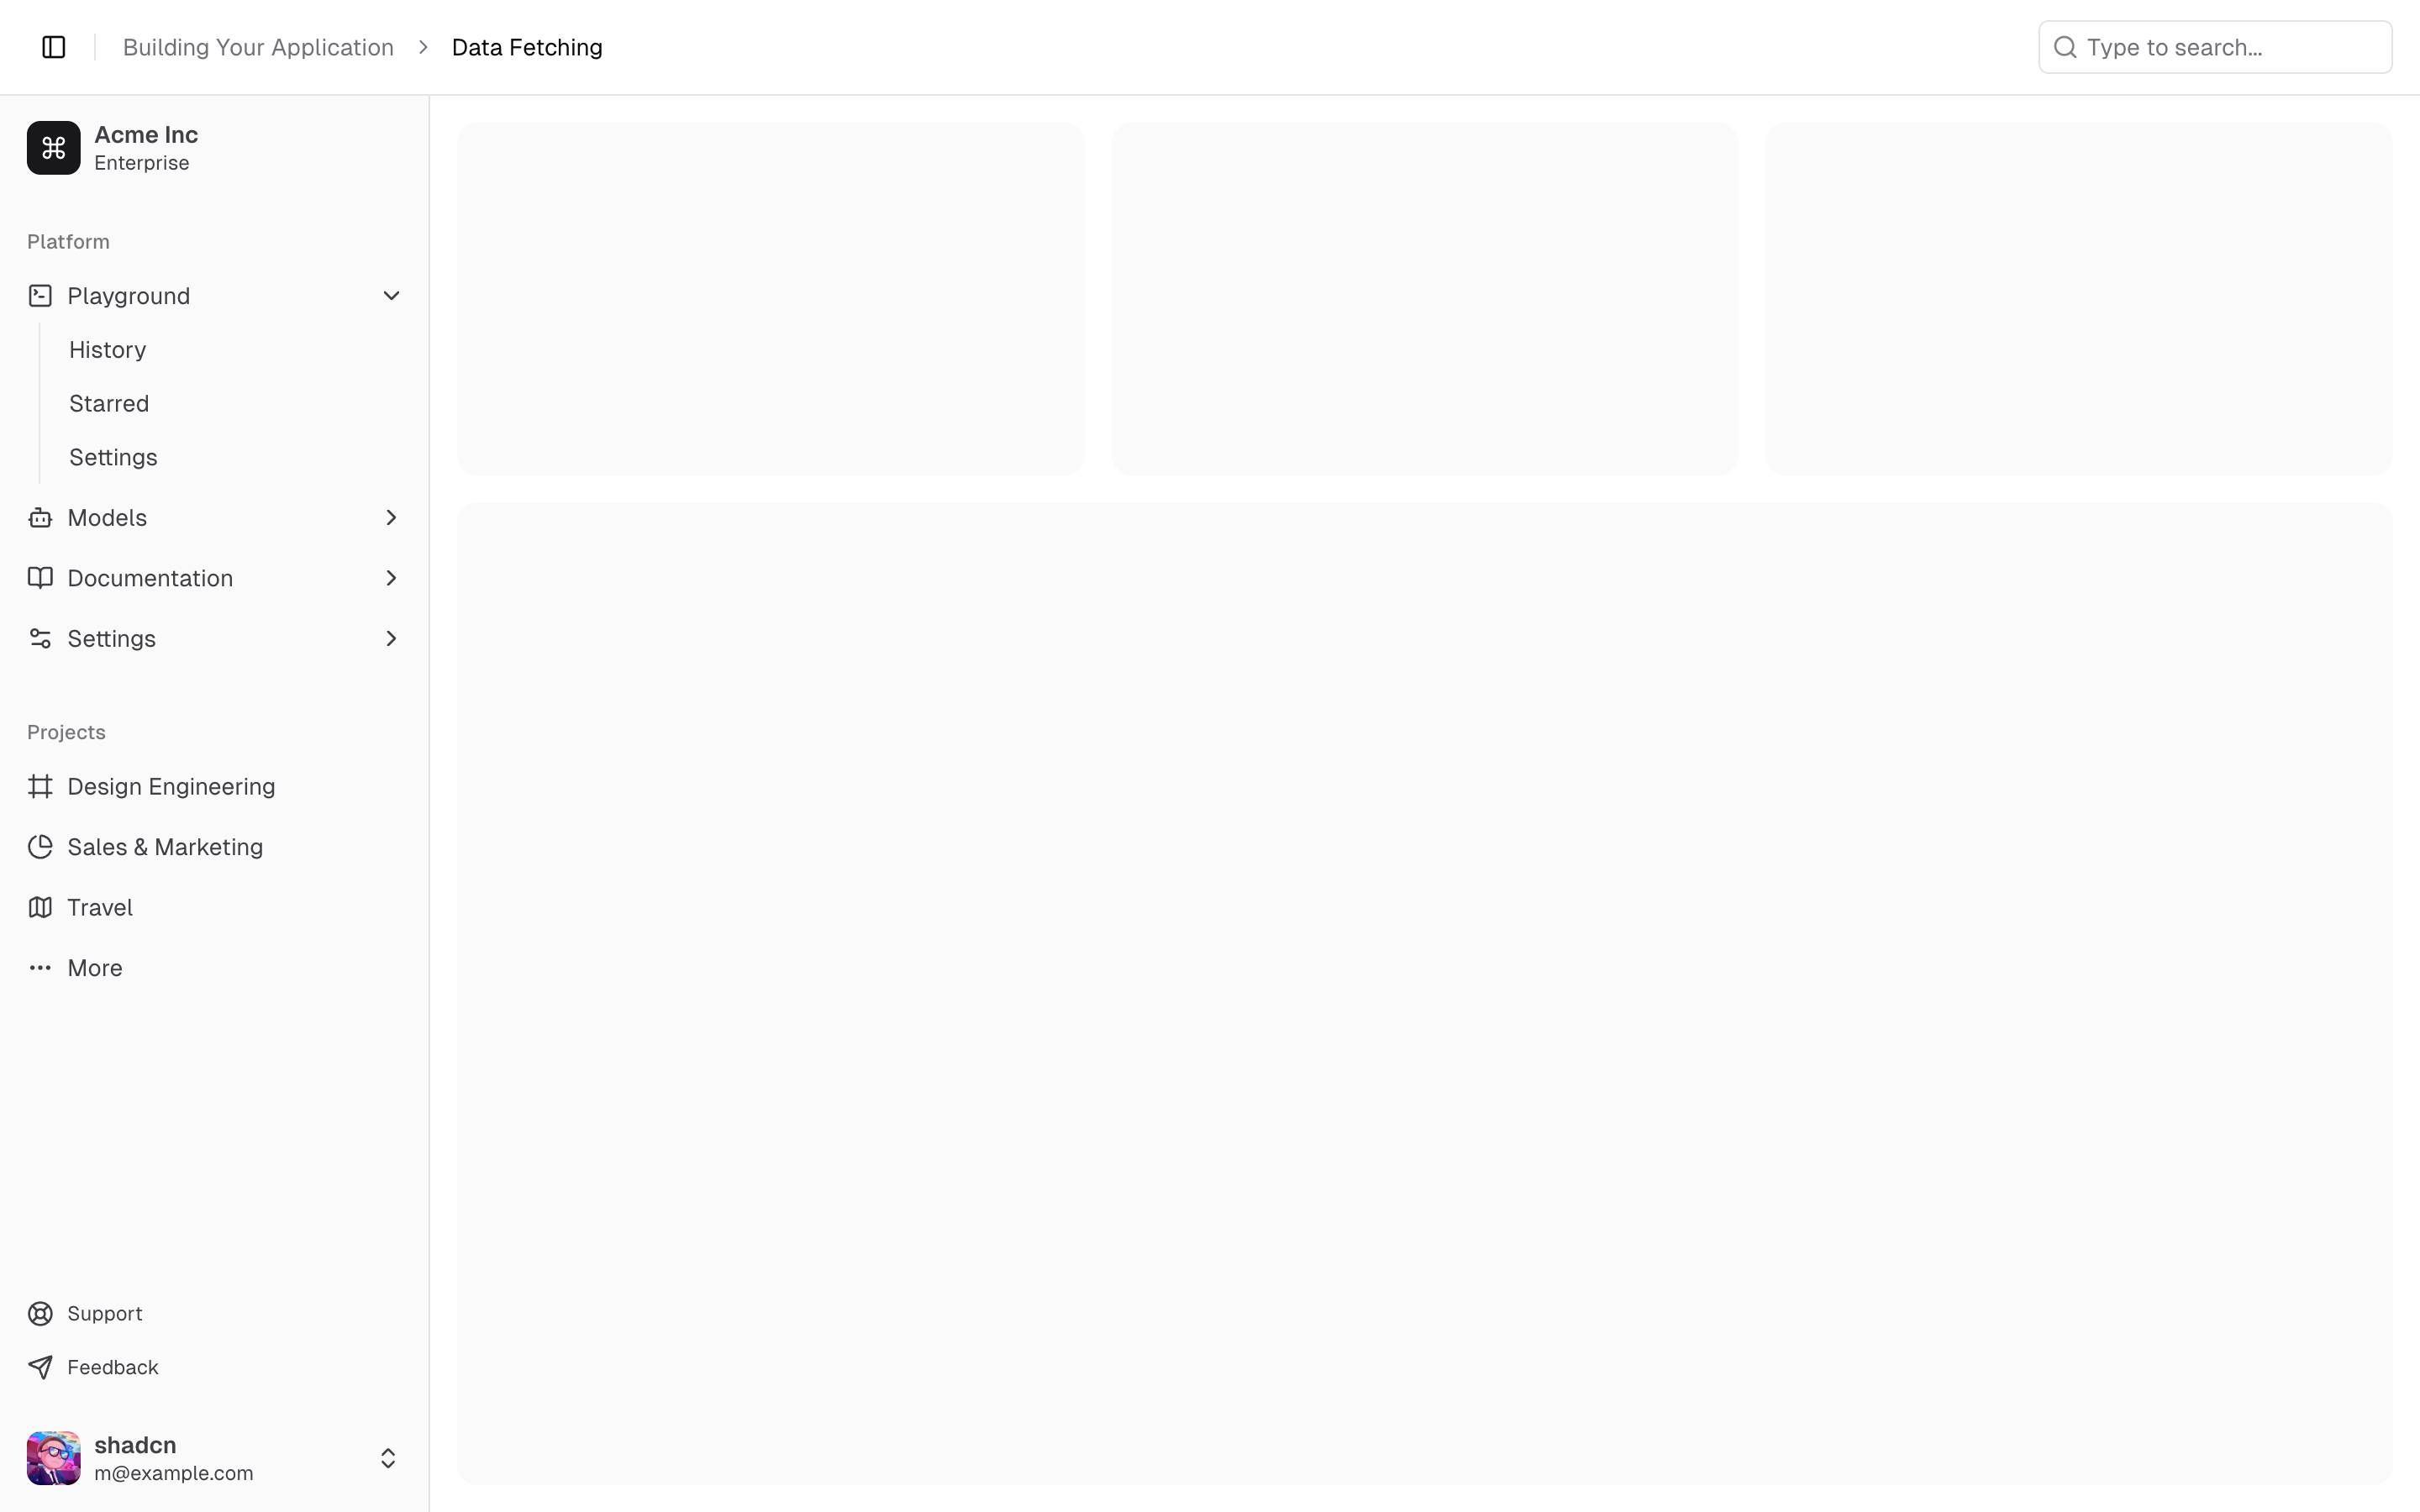 Building Your Application
Data Fetching
Type to search...
Acme Inc
Enterprise
Platform
Playground
History
Starred
Settings
Models
Documentation
Settings
Projects
Design Engineering
Sales & Marketing
Travel
More
Support
Feedback
shadcn
m@example.com